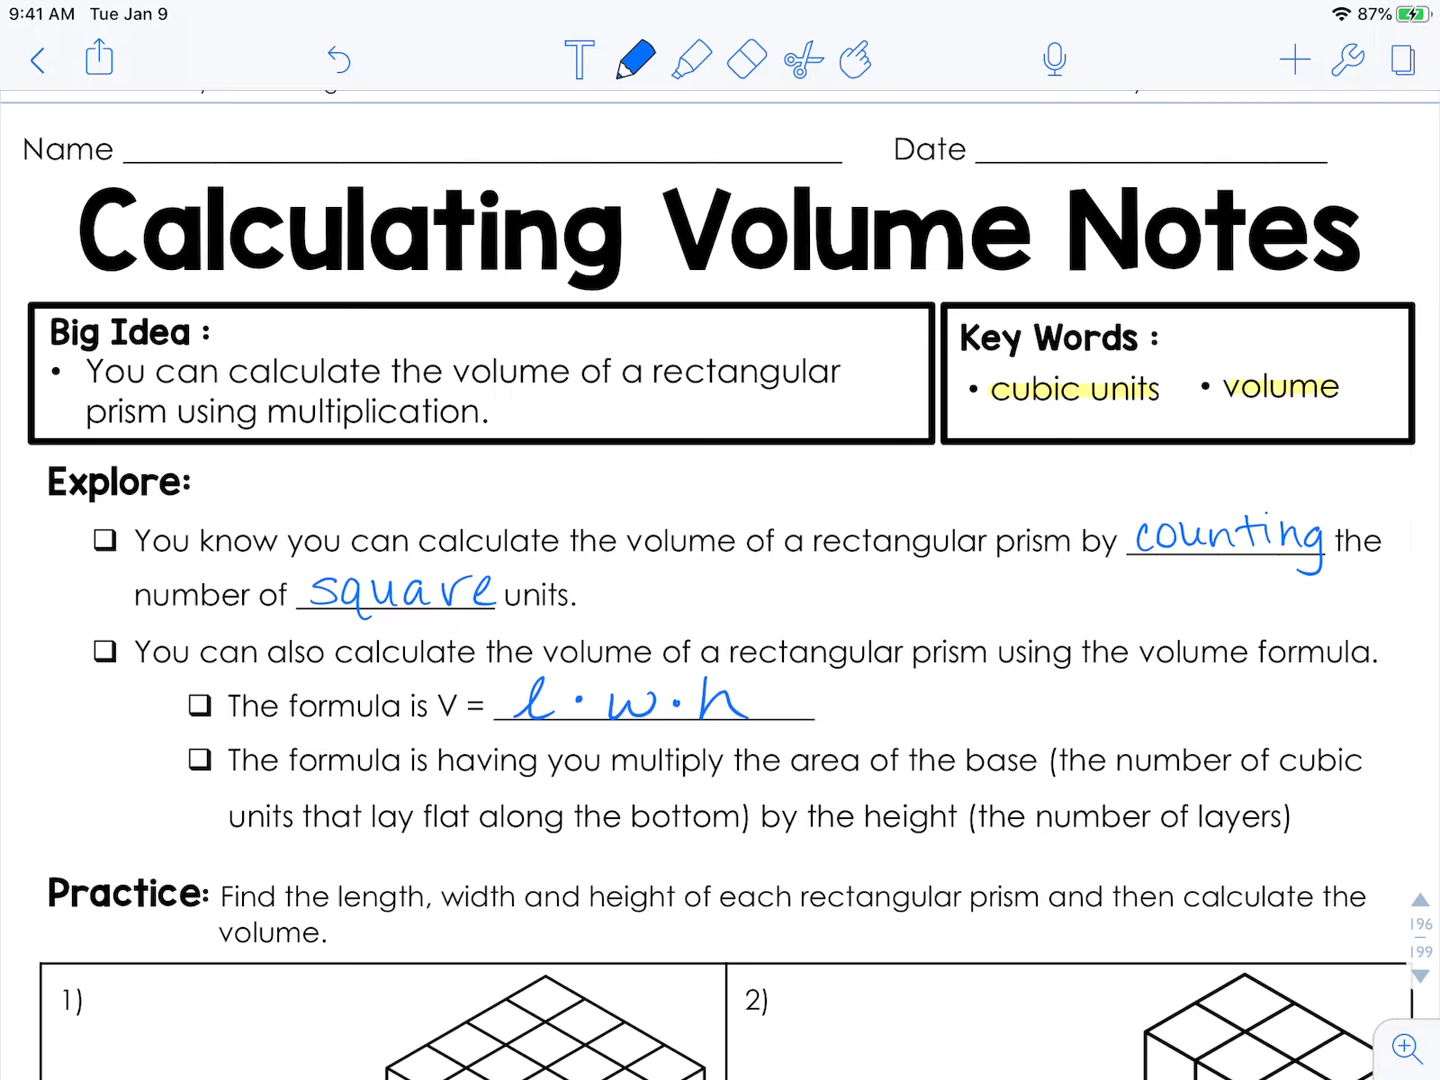 9:41 AM Tue Jan 9 87%
T
Name Date
Calculating Volume Notes
Big Idea :
• You can calculate the volume of a rectangular
prism using multiplication.
Key Words :
• cubic units • volume
Explore:
You know you can calculate the volume of a rectangular prism by counting the
number of square units.
You can also calculate the volume of a rectangular prism using the volume formula.
The formula is V = l · w · h
The formula is having you multiply the area of the base (the number of cubic
units that lay flat along the bottom) by the height (the number of layers)
Practice: Find the length, width and height of each rectangular prism and then calculate the
volume.
196
199
1) 2)